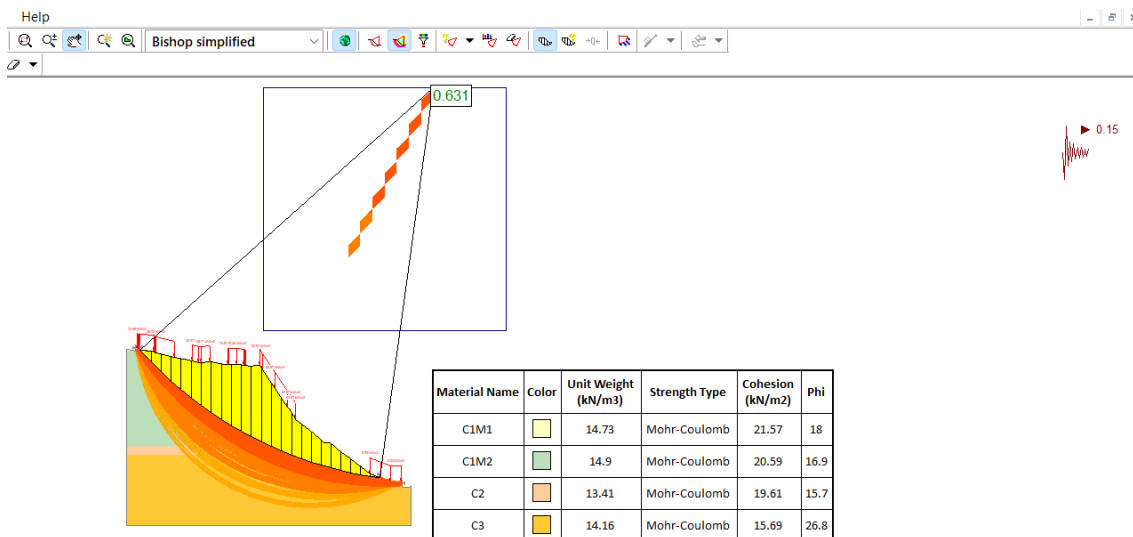 Help
Bishop simplified
0.631
0.15
Material Name Color Unit Weight (kN/m3) Strength Type Cohesion (kN/m2) Phi
C1M1 14.73 Mohr-Coulomb 21.57 18
C1M2 14.9 Mohr-Coulomb 20.59 16.9
C2 13.41 Mohr-Coulomb 19.61 15.7
C3 14.16 Mohr-Coulomb 15.69 26.8